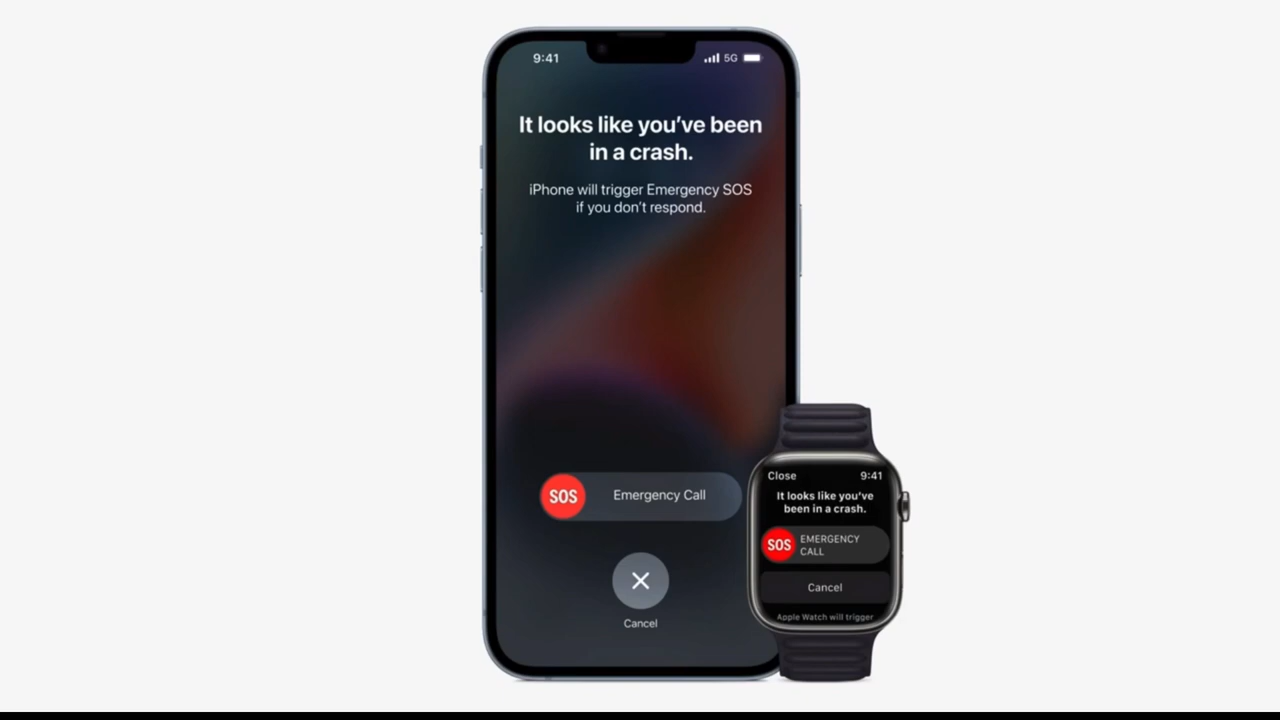 9:41
5G
It looks like you've been
in a crash.
iPhone will trigger Emergency SOS
if you don't respond.
SOS
Emergency Call
Cancel
Close
9:41
It looks like you've
been in a crash.
SOS
EMERGENCY
CALL
Cancel
Apple Watch will trigger